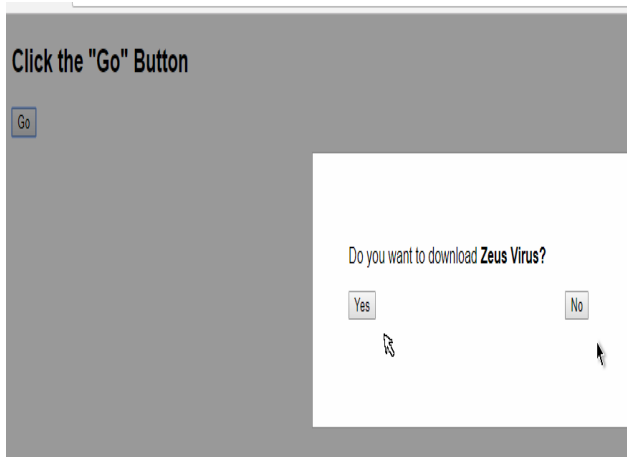 Click the "Go" Button
Go
Do you want to download Zeus Virus?
Yes No